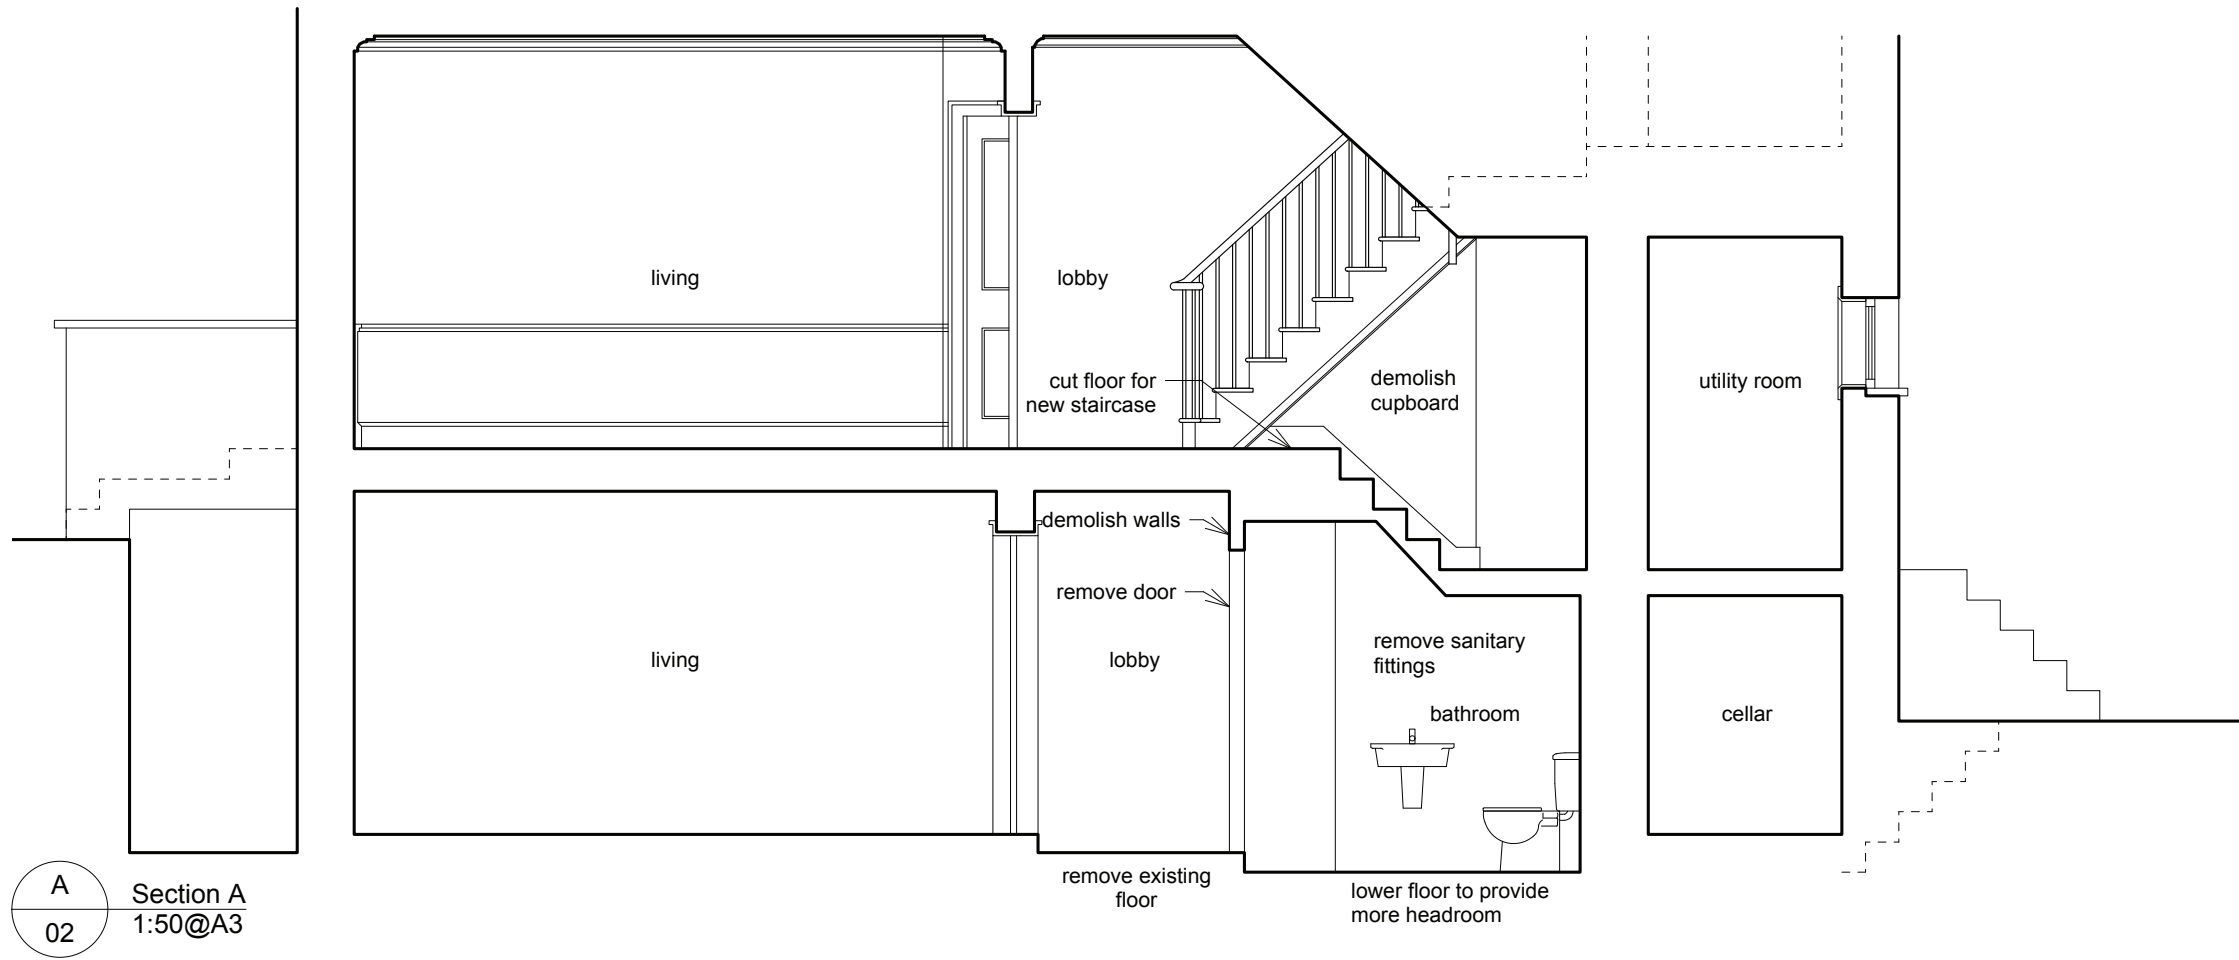 living
lobby
cut floor for
new staircase
demolish
cupboard
utility room
demolish walls
remove door
living
lobby
remove sanitary
fittings
bathroom
cellar
remove existing
floor
lower floor to provide
more headroom
A
02
Section A
1:50@A3